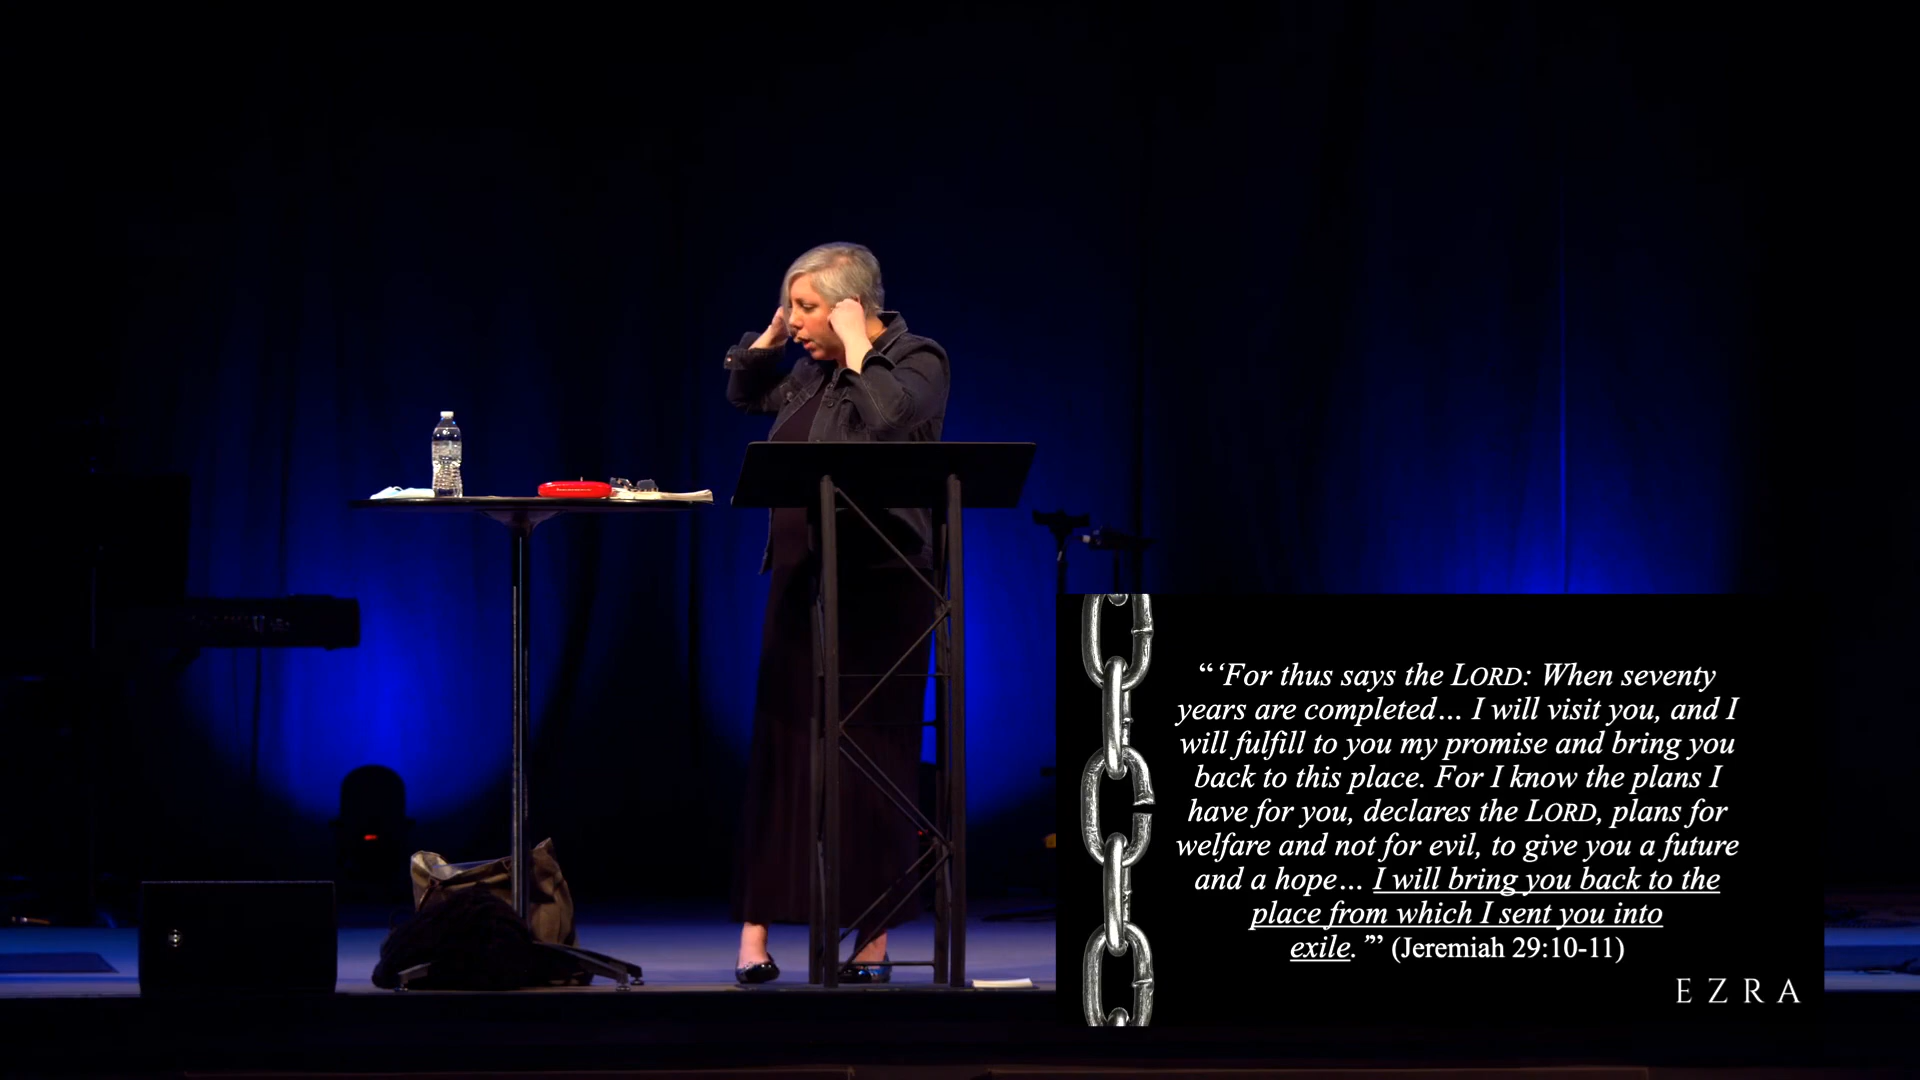 “ ‘For thus says the LORD: When seventy
years are completed… I will visit you, and I
will fulfill to you my promise and bring you
back to this place. For I know the plans I
have for you, declares the LORD, plans for
welfare and not for evil, to give you a future
and a hope… I will bring you back to the
place from which I sent you into
exile.’” (Jeremiah 29:10-11)
EZRA